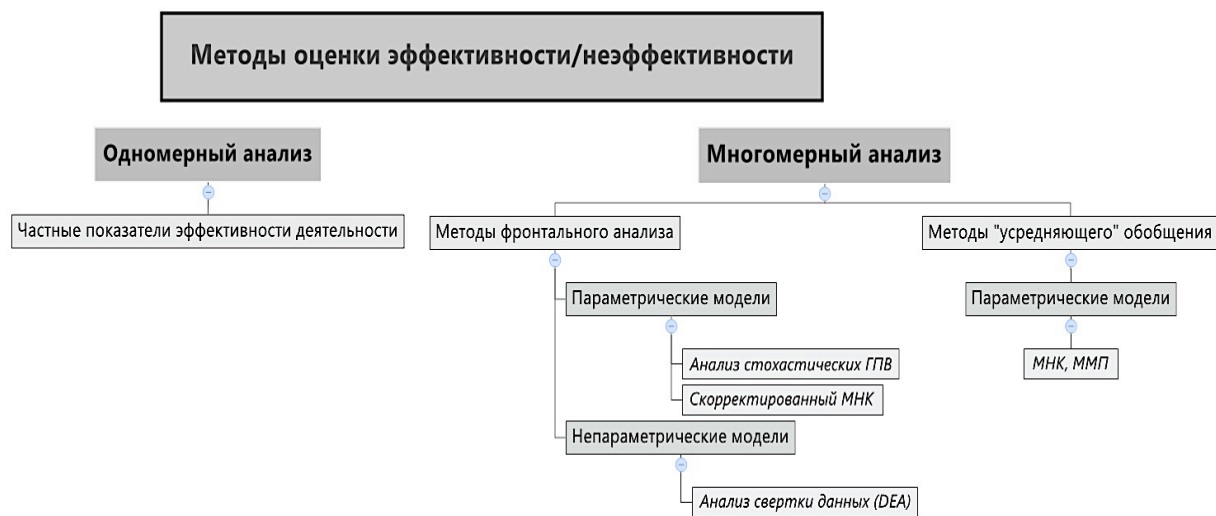 Методы оценки эффективности/неэффективности
Одномерный анализ
Частные показатели эффективности деятельности
Многомерный анализ
Методы фронтального анализа
Параметрические модели
Анализ стохастических ГПВ
Скорректированный МНК
Непараметрические модели
Анализ свертки данных (DEA)
Методы "усредняющего" обобщения
Параметрические модели
МНК, ММП